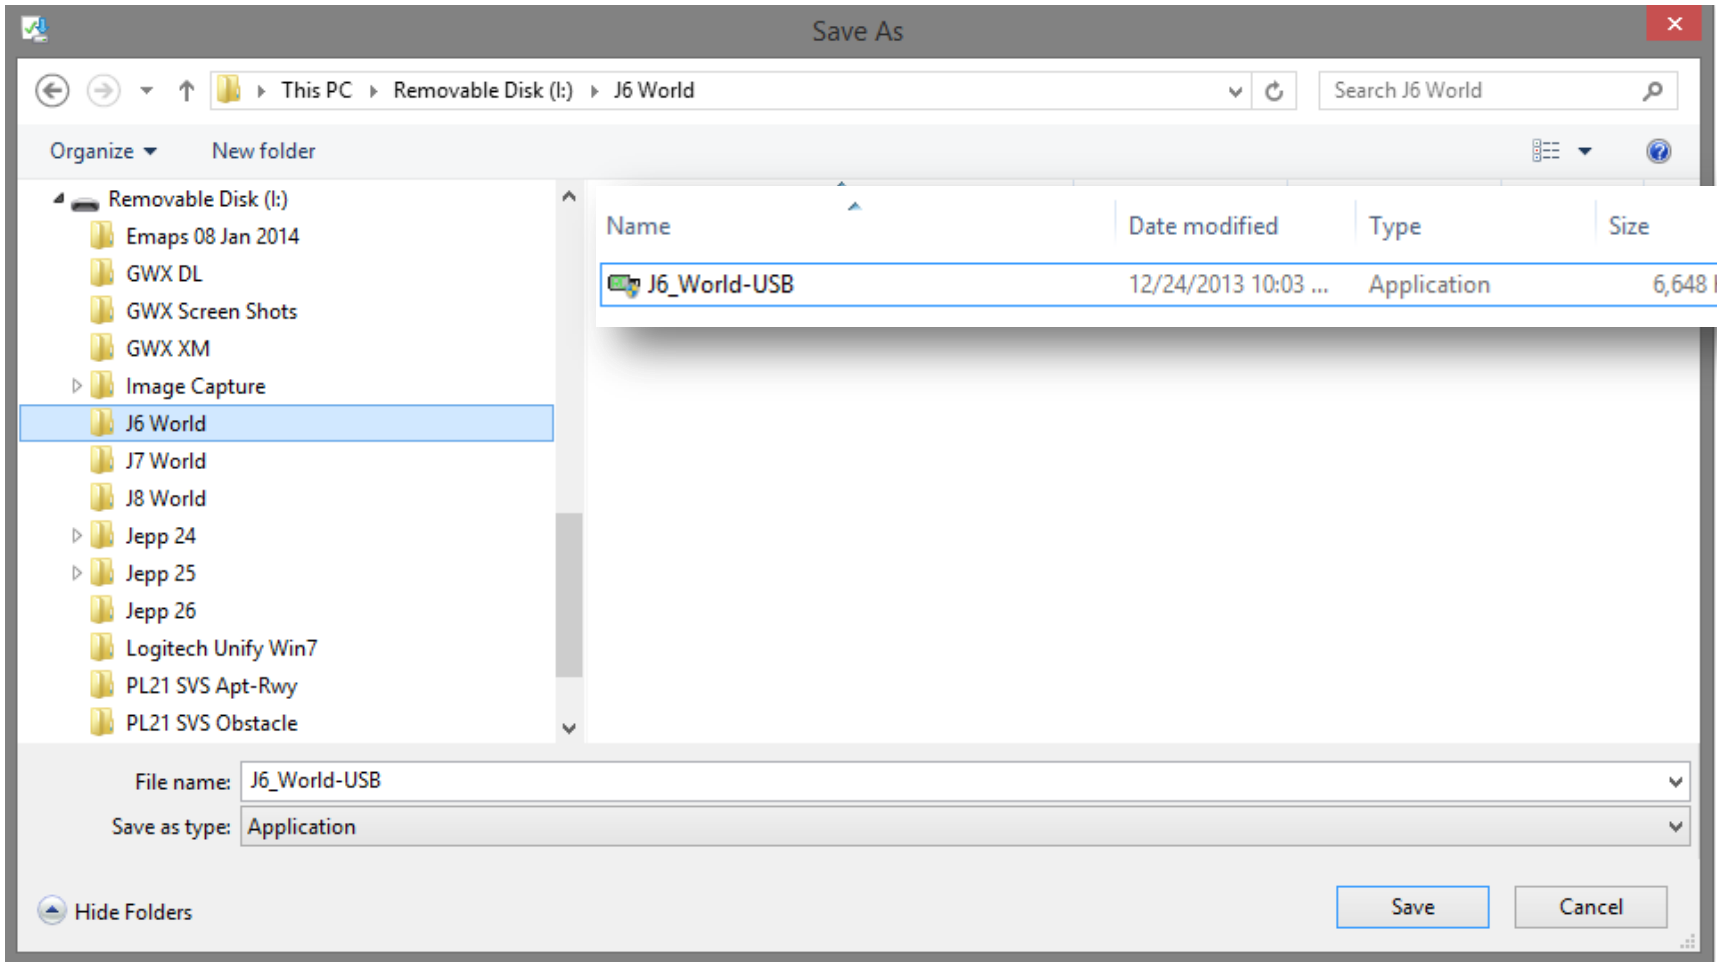 Save As
This PC Removable Disk (I:) J6 World
Search J6 World
Organize New folder
Removable Disk (I:)
Emaps 08 Jan 2014
GWX DL
GWX Screen Shots
GWX XM
Image Capture
J6 World
J7 World
J8 World
Jepp 24
Jepp 25
Jepp 26
Logitech Unify Win7
PL21 SVS Apt-Rwy
PL21 SVS Obstacle
Name Date modified Type Size
J6_World-USB 12/24/2013 10:03 ... Application 6,648
File name: J6_World-USB
Save as type: Application
Hide Folders
Save Cancel